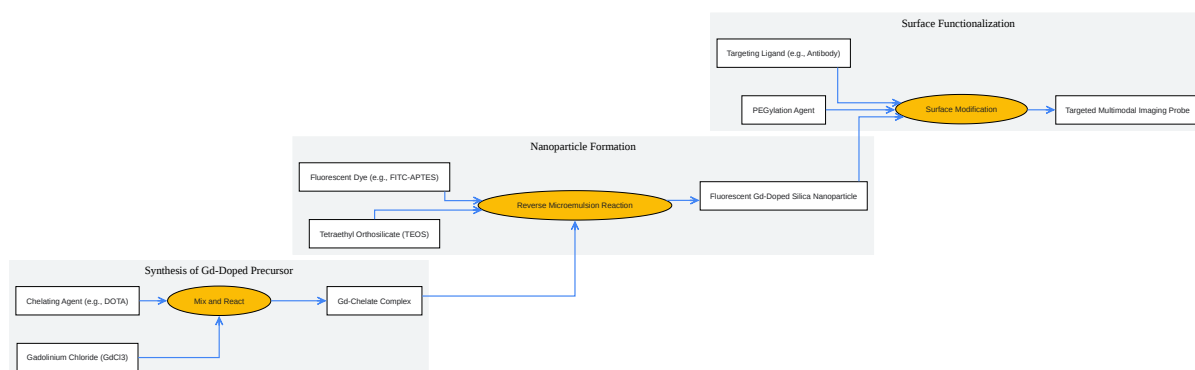 Surface Functionalization
Targeting Ligand (e.g., Antibody)
PEGylation Agent
Surface Modification
Targeted Multimodal Imaging Probe
Nanoparticle Formation
Fluorescent Dye (e.g., FITC-APTES)
Reverse Microemulsion Reaction
Fluorescent Gd-Doped Silica Nanoparticle
Tetraethyl Orthosilicate (TEOS)
Synthesis of Gd-Doped Precursor
Chelating Agent (e.g., DOTA)
Mix and React
Gd-Chelate Complex
Gadolinium Chloride (GdCl3)